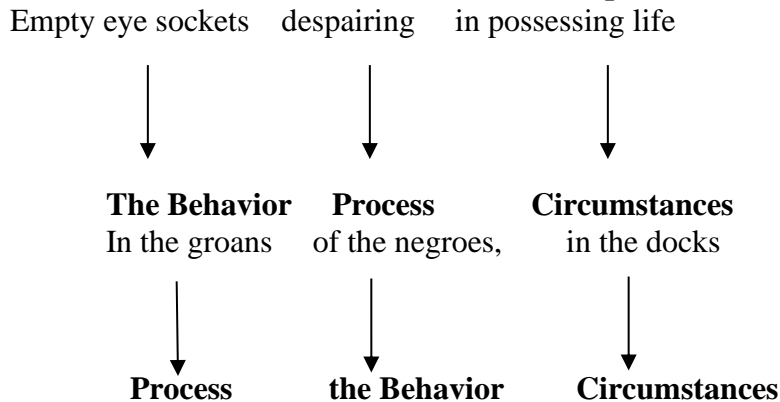 Empty eye sockets despairing in possessing life
The Behavior Process Circumstances
In the groans of the negroes, in the docks
Process the Behavior Circumstances